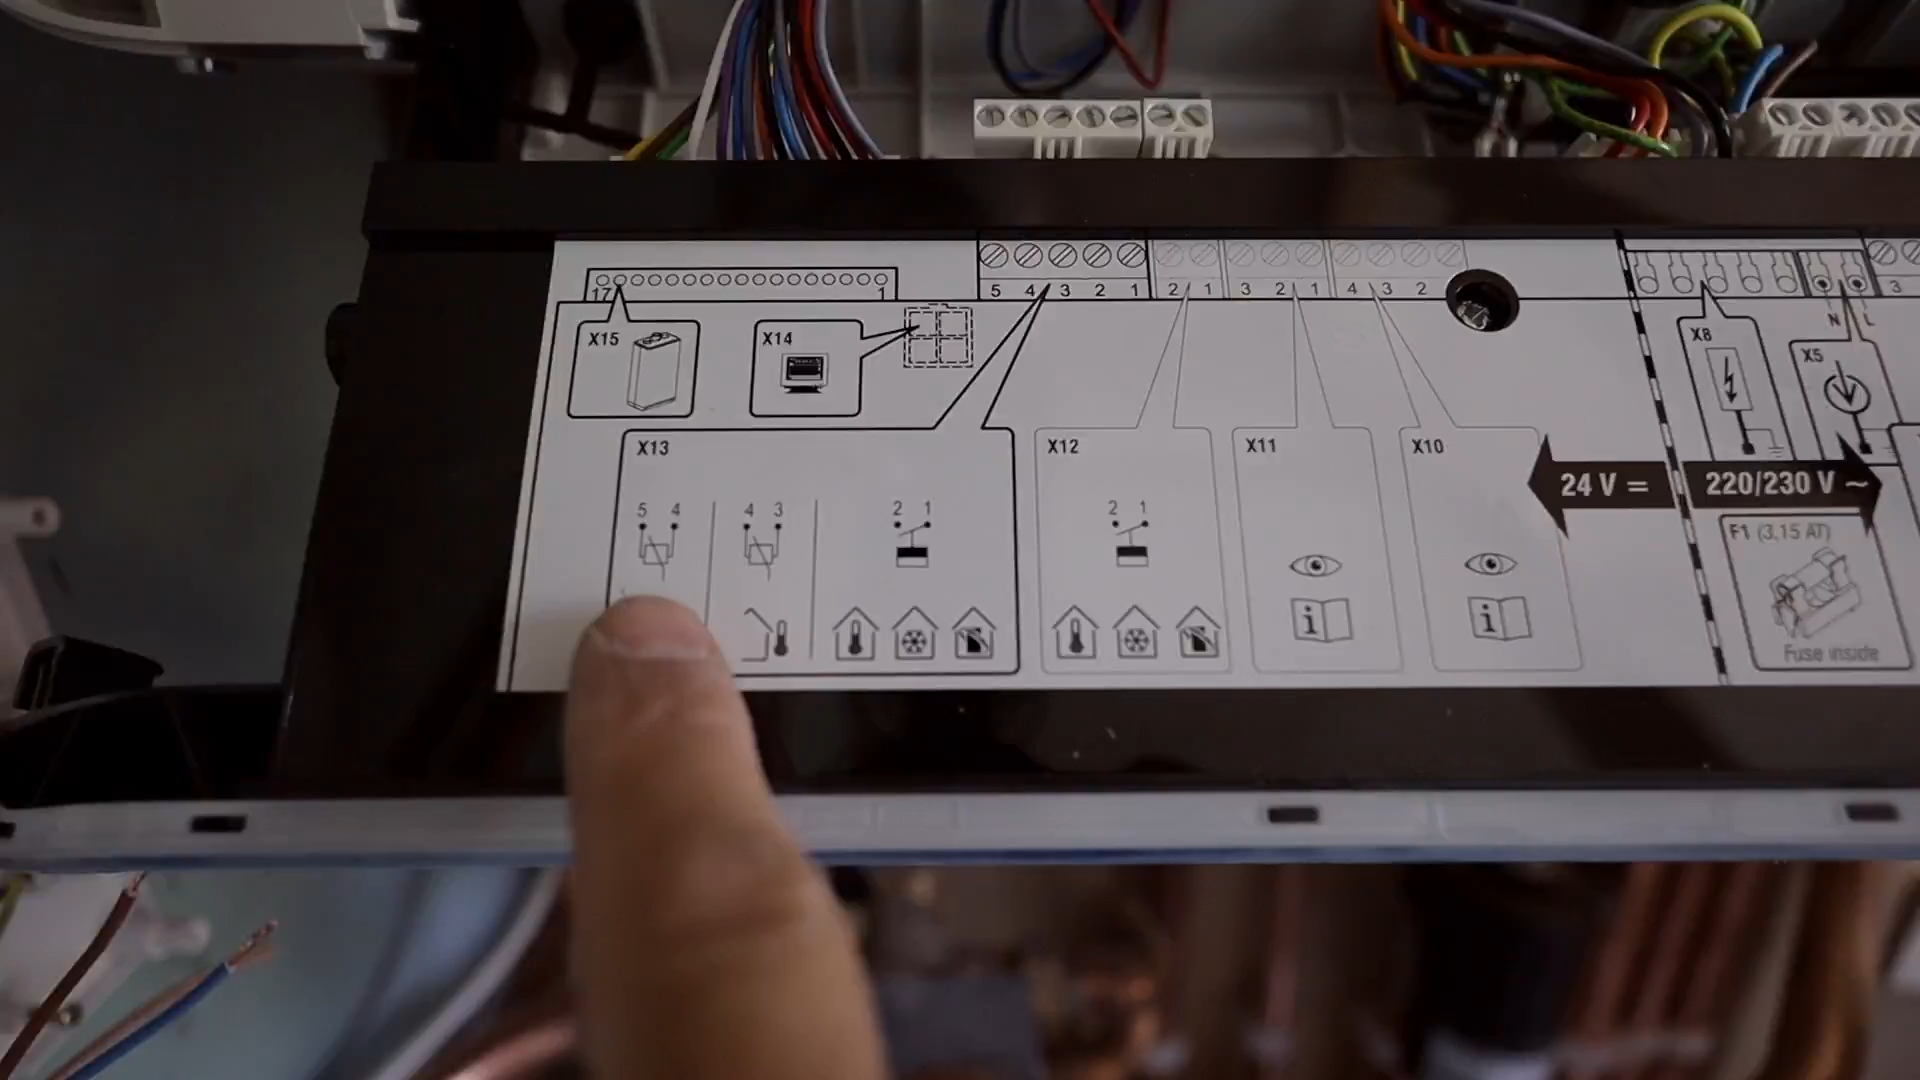 17 1
5 4 3 2 1
2 1
3 2 1
4 3 2
3
N L
X15
X14
X8
X5
X13
X12
X11
X10
24 V =
220/230 V ~
5 4
4 3
2 1
2 1
F1 (3,15 AT)
i
i
Fuse inside